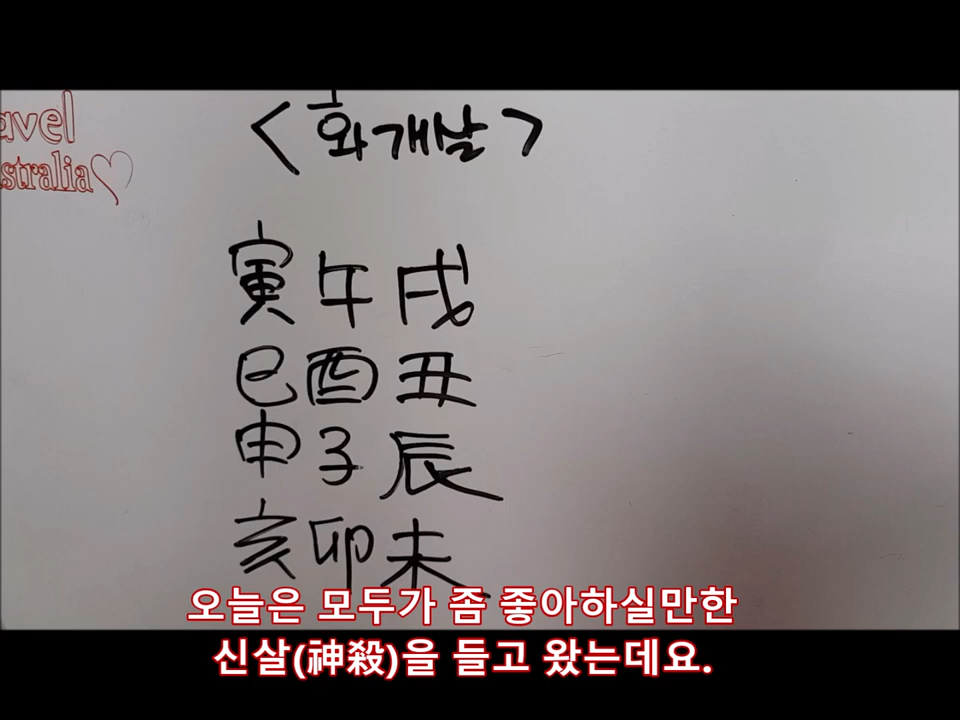 avel
stralia♡
<화개살>
寅午戌
巳酉丑
申子辰
亥卯未
오늘은 모두가 좀 좋아하실만한
신살(神殺)을 들고 왔는데요.